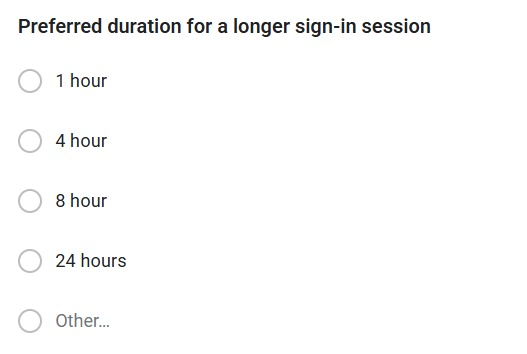 Preferred duration for a longer sign-in session
1 hour
4 hour
8 hour
24 hours
Other...